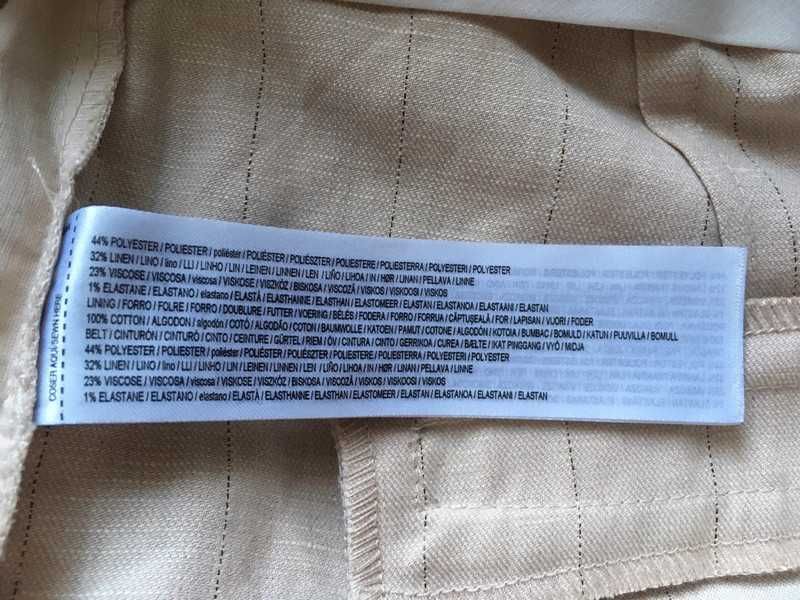 44% POLYESTER / POLIESTER / poliéster / POLIÉSTER / POLIÉSZTER / POLIESTERE / POLIESTERRA / POLYESTERI / POLYESTER
32% LINEN / LINO / lino / LLI / LINHO / LIN / LEINEN / LINNEN / LEN / LIÑO / LIHOA / IN / HØR / LINAN / PELLAVA / LINNE
23% VISCOSE / VISCOSA / viscosa / VISKOSE / VISZKÓZ / BISKOSA / VISCOZĂ / VISKOS / VISKOOSI / VISKOS
1% ELASTANE / ELASTANO / elastano / ELASTÀ / ELASTHANNE / ELASTHAN / ELASTOMEER / ELASTAN / ELASTANOA / ELASTAANI / ELASTAN
LINING / FORRO / FOLRE / FORRO / DOUBLURE / FUTTER / VOERING / BÉLÉS / FODERA / FORRO / FORRUA / CĂPTUȘEALĂ / FOR / LAPISAN / VUORI / FODER
100% COTTON / ALGODON / algodón / COTÓ / ALGODÃO / COTON / BAUMWOLLE / KATOEN / PAMUT / COTONE / ALGODÓN / KOTOIA / BUMBAC / BOMULD / KATUN / PUUVILLA / BOMULL
BELT / CINTURÓN / CINTURÓ / CINTO / CEINTURE / GÜRTEL / RIEM / ÖV / CINTURA / CINTO / GERRIKOA / CUREA / BÆLTE / IKAT PINGGANG / VYÖ / MIDJA
44% POLYESTER / POLIESTER / poliéster / POLIÉSTER / POLIÉSZTER / POLIESTERE / POLIESTERRA / POLYESTERI / POLYESTER
32% LINEN / LINO / lino / LLI / LINHO / LIN / LEINEN / LINNEN / LEN / LIÑO / LIHOA / IN / HØR / LINAN / PELLAVA / LINNE
23% VISCOSE / VISCOSA / viscosa / VISKOSE / VISZKÓZ / BISKOSA / VISCOZĂ / VISKOS / VISKOOSI / VISKOS
1% ELASTANE / ELASTANO / elastano / ELASTÀ / ELASTHANNE / ELASTHAN / ELASTOMEER / ELASTAN / ELASTANOA / ELASTAANI / ELASTAN
COSER AQUI-SEWN HERE